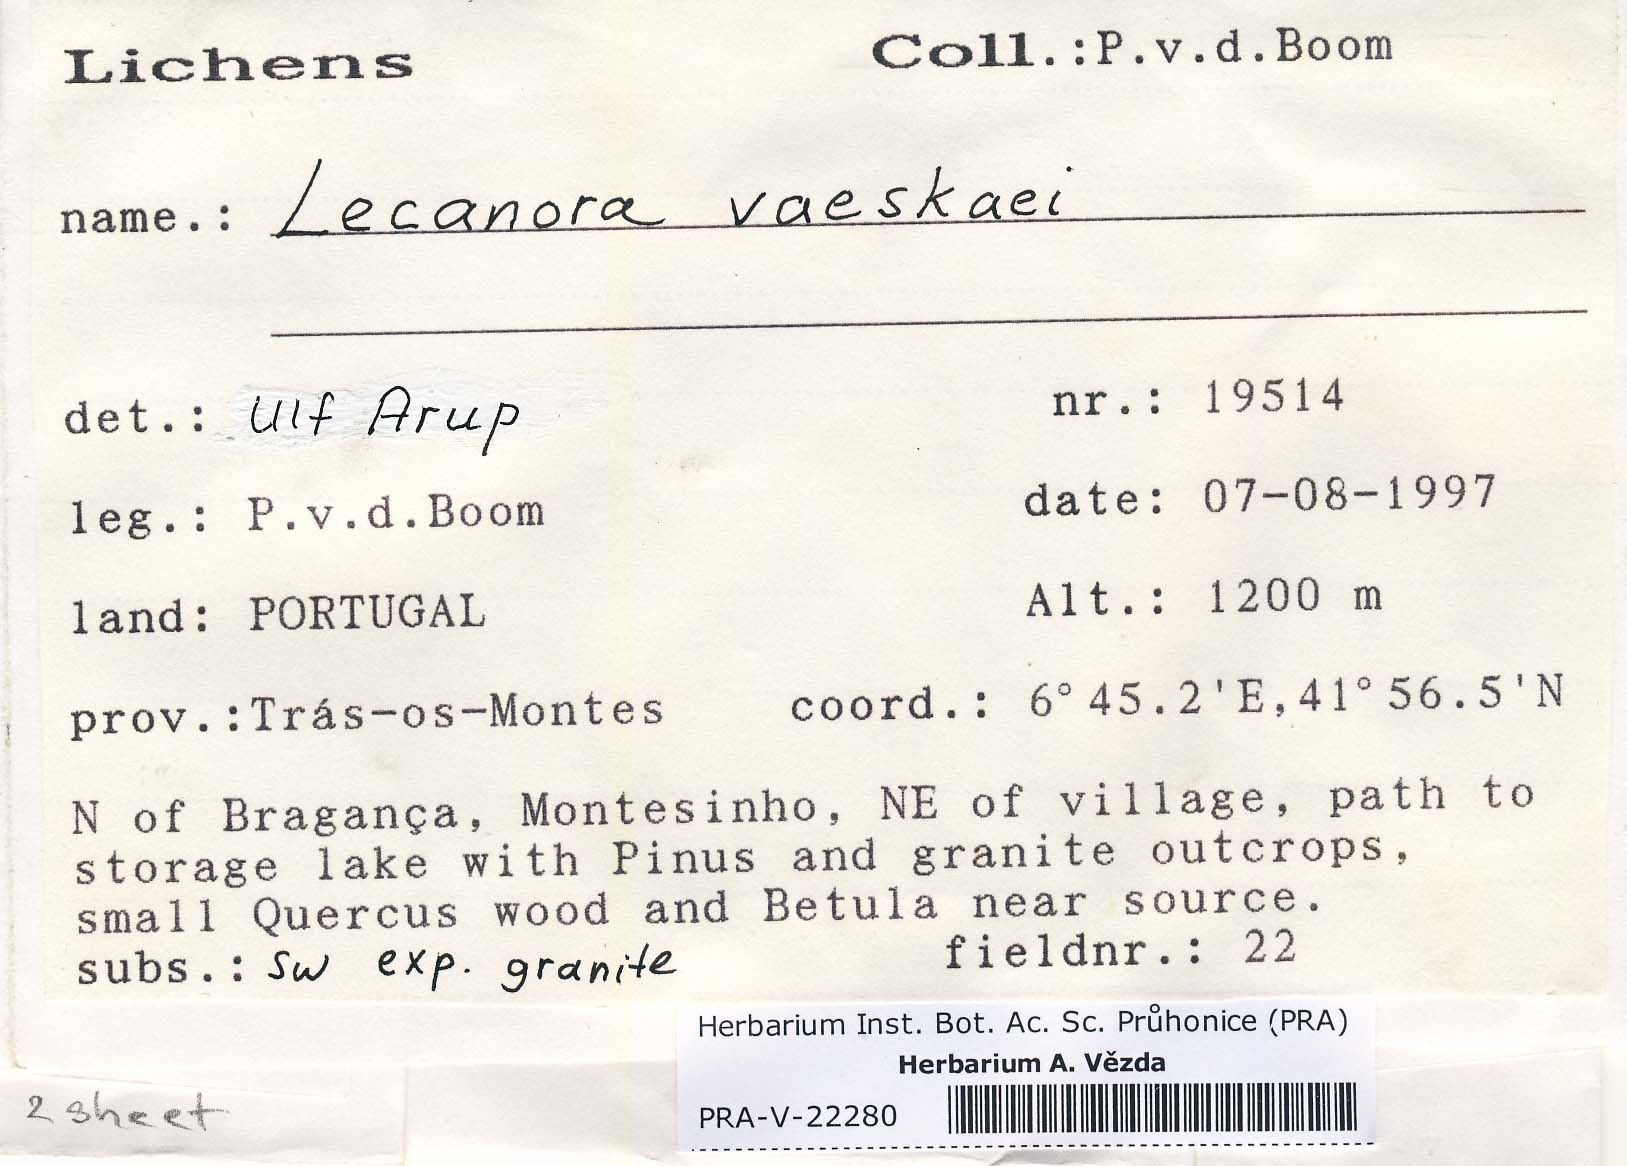 Lichens Coll.:P.v.d.Boom
name.: Lecanora vaeskaei
det.: Ulf Arup nr.: 19514
leg.: P.v.d.Boom date: 07-08-1997
land: PORTUGAL Alt.: 1200 m
prov.:Trás-os-Montes coord.: 6°45.2'E,41°56.5'N
N of Bragança, Montesinho, NE of village, path to
storage lake with Pinus and granite outcrops,
small Quercus wood and Betula near source.
subs.: sw exp. granite fieldnr.: 22
Herbarium Inst. Bot. Ac. Sc. Průhonice (PRA)
Herbarium A. Vězda
PRA-V-22280
2 sheet